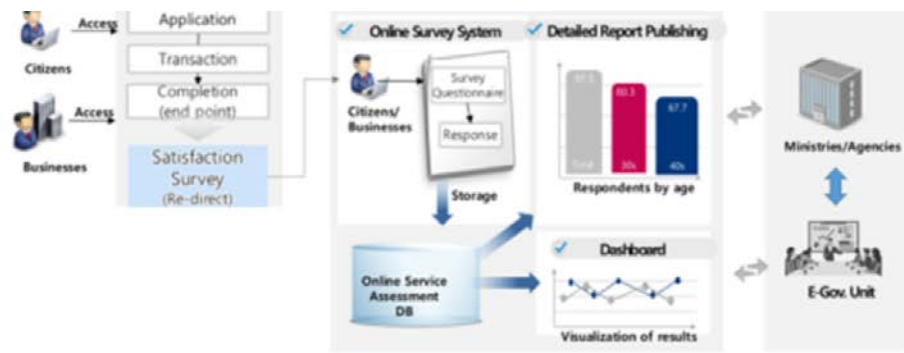 Access
Citizens
Access
Businesses
Application
Transaction
Completion
(end point)
Satisfaction
Survey
(Re-direct)
Online Survey System
Citizens/
Businesses
Survey
Questionnaire
Response
Storage
Online Service
Assessment
DB
Detailed Report Publishing
80.3
67.7
30s
40s
Respondents by age
Dashboard
Visualization of results
Ministries/Agencies
E-Gov. Unit